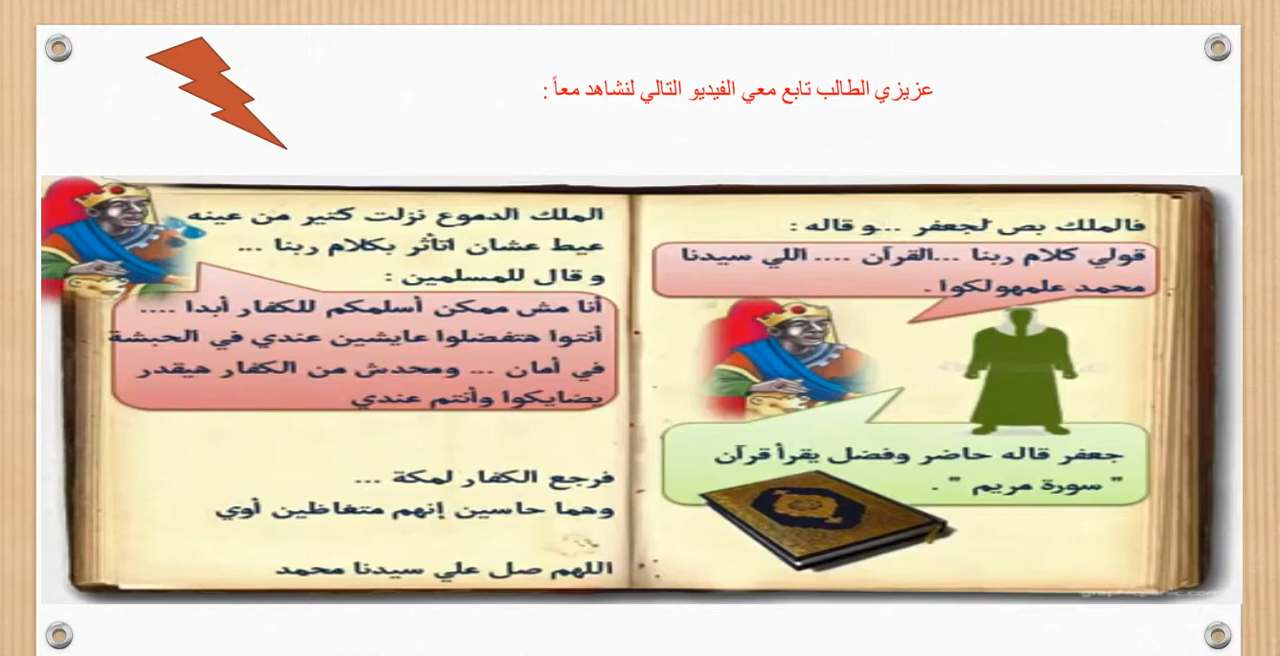 عزيزي الطالب تابع معي الفيديو التالي لنشاهد معاً :
فالملك بص لجعفر ...و قاله :
قولي كلام ربنا ...القرآن .... اللي سيدنا
محمد علمهولكوا .
جعفر قاله حاضر وفضل يقرأ قرآن
" سورة مريم " .
الملك الدموع نزلت كتير من عينه
عيط عشان اتأثر بكلام ربنا ...
و قال للمسلمين :
أنا مش ممكن أسلمكم للكفار أبدا ....
أنتوا هتفضلوا عايشين عندي في الحبشة
في أمان ... ومحدش من الكفار هيقدر
يضايكوا وأنتم عندي
فرجع الكفار لمكة ...
وهما حاسين إنهم متغاظين أوي
اللهم صل علي سيدنا محمد